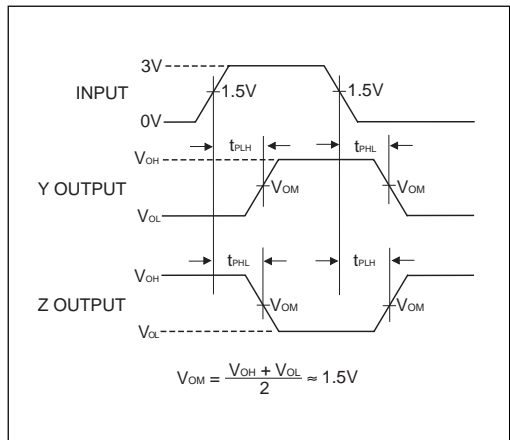 3V
INPUT
1.5V
1.5V
0V
tPLH
tPHL
VOH
Y OUTPUT
VOM
VOM
VOL
tPHL
tPLH
VOH
Z OUTPUT
VOM
VOM
VOL
VOM = VOH + VOL / 2 ≈ 1.5V